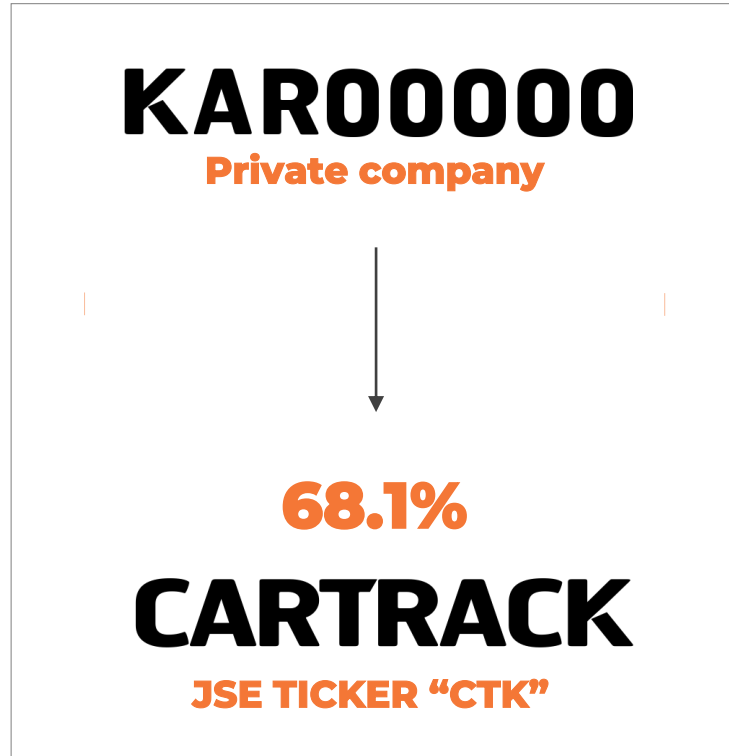 KAROOOOO
Private company
68.1%
CARTRACK
JSE TICKER “CTK”